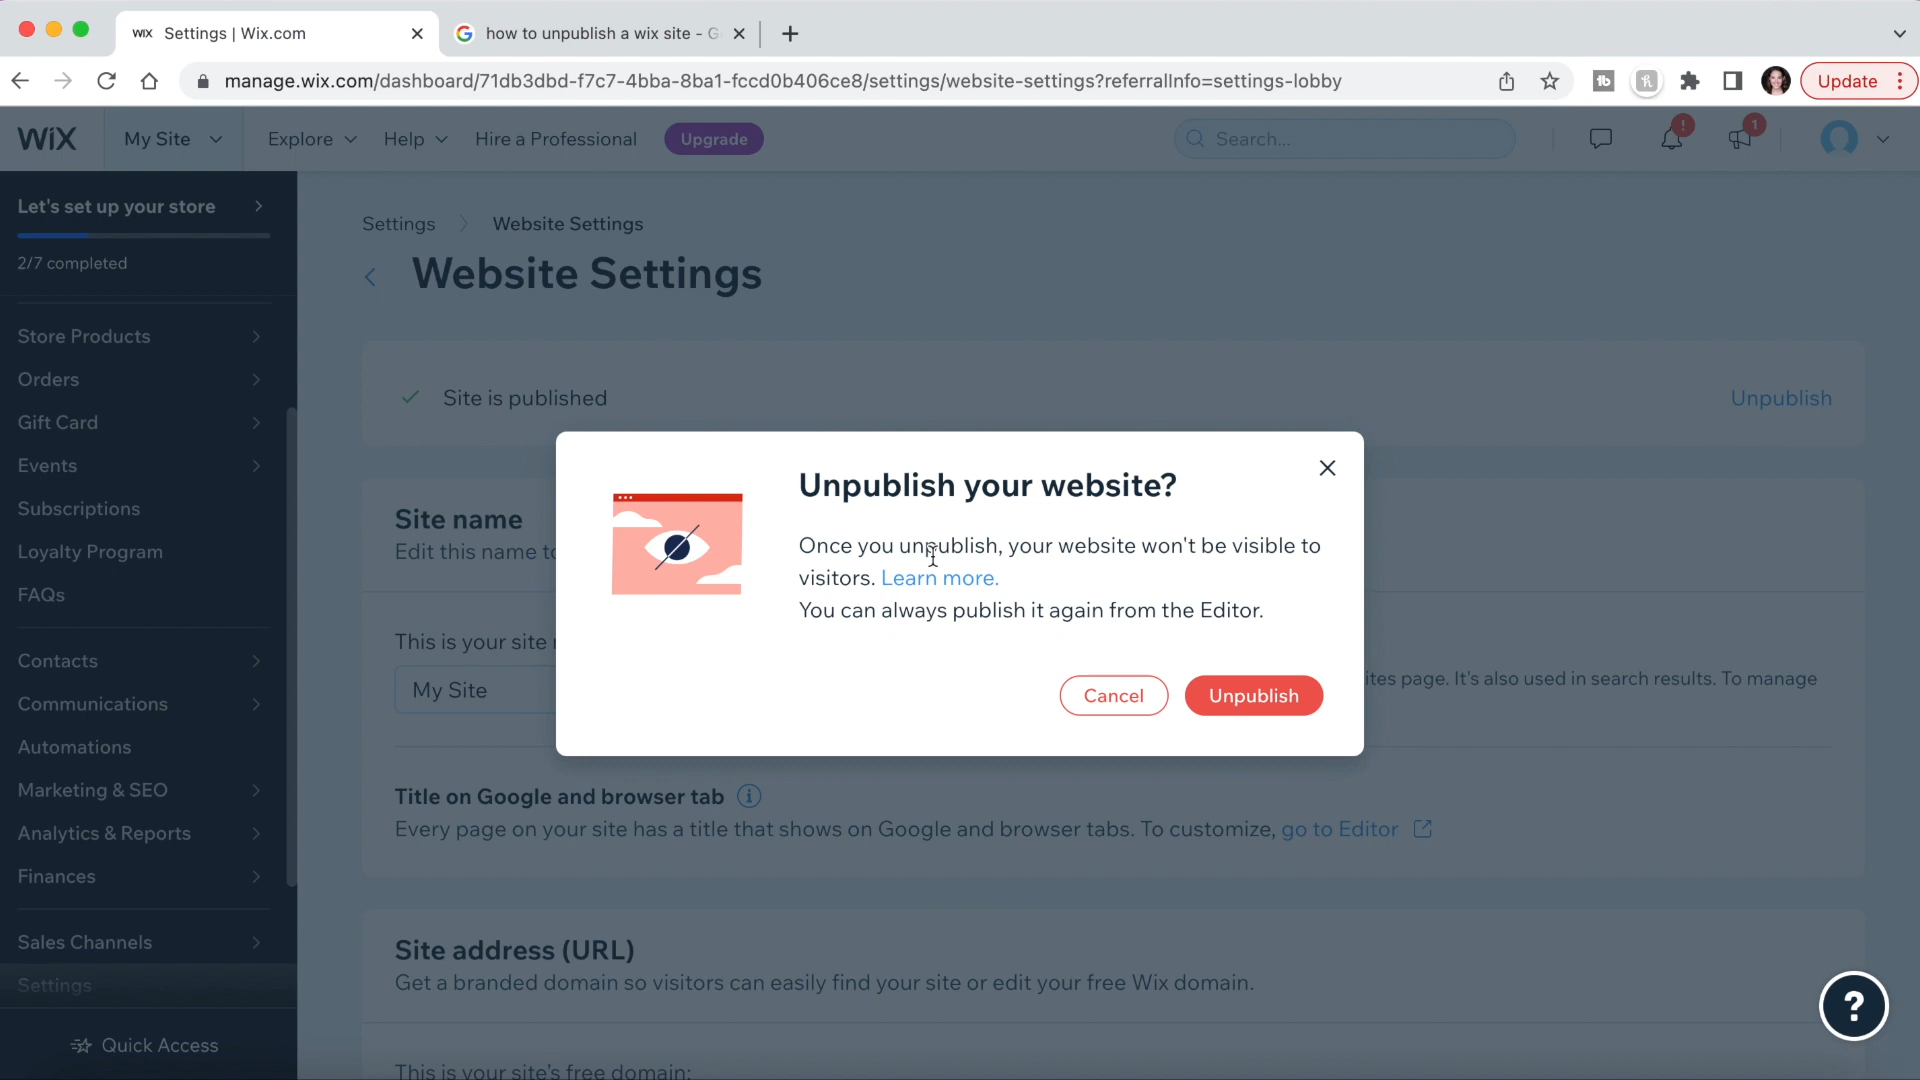 WIX Settings | Wix.com
how to unpublish a wix site - G
manage.wix.com/dashboard/71db3dbd-f7c7-4bba-8ba1-fccd0b406ce8/settings/website-settings?referralInfo=settings-lobby
Update
WiX
My Site
Explore
Help
Hire a Professional
Upgrade
Search...
!
1
Let's set up your store
2/7 completed
Store Products
Orders
Gift Card
Events
Subscriptions
Loyalty Program
FAQs
Contacts
Communications
Automations
Marketing & SEO
Analytics & Reports
Finances
Sales Channels
Settings
Quick Access
Settings Website Settings
Website Settings
Site is published
Unpublish
Site name
Edit this name to
This is your site
My Site
ites page. It's also used in search results. To manage
Unpublish your website?
Once you unpublish, your website won't be visible to
visitors. Learn more.
You can always publish it again from the Editor.
Cancel
Unpublish
Title on Google and browser tab
Every page on your site has a title that shows on Google and browser tabs. To customize, go to Editor
Site address (URL)
Get a branded domain so visitors can easily find your site or edit your free Wix domain.
This is your site's free domain:
?